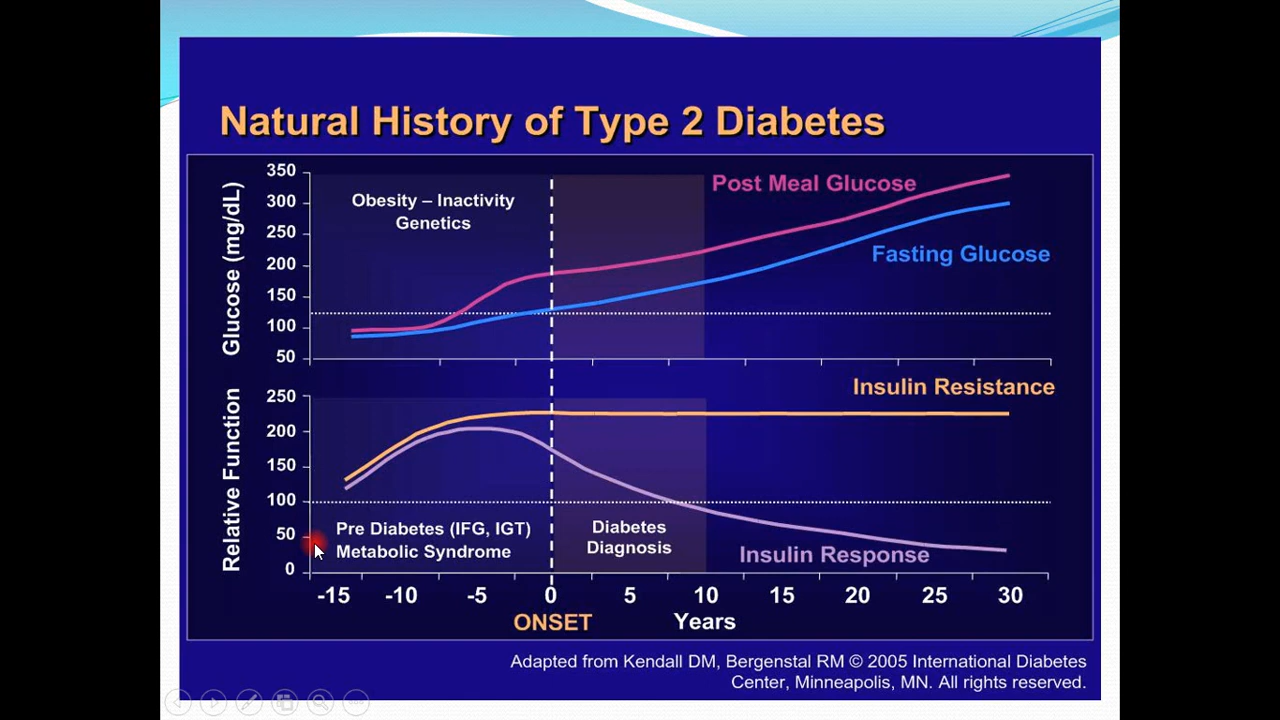 Natural History of Type 2 Diabetes
Glucose (mg/dL)
350
300
250
200
150
100
50
Obesity – Inactivity
Genetics
Post Meal Glucose
Fasting Glucose
Relative Function
250
200
150
100
50
0
Insulin Resistance
Insulin Response
Pre Diabetes (IFG, IGT)
Metabolic Syndrome
Diabetes
Diagnosis
-15 -10 -5 0 5 10 15 20 25 30
ONSET Years
Adapted from Kendall DM, Bergenstal RM © 2005 International Diabetes
Center, Minneapolis, MN. All rights reserved.